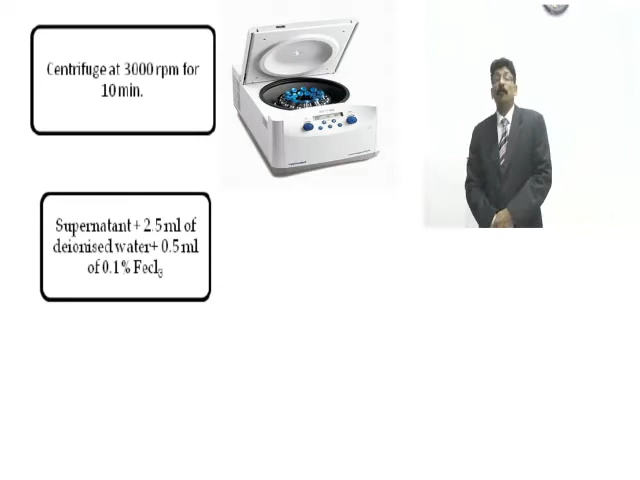 Centrifuge at 3000 rpm for
10 min.
Supernatant + 2.5 ml of
deionised water+ 0.5 ml
of 0.1% Fecl3